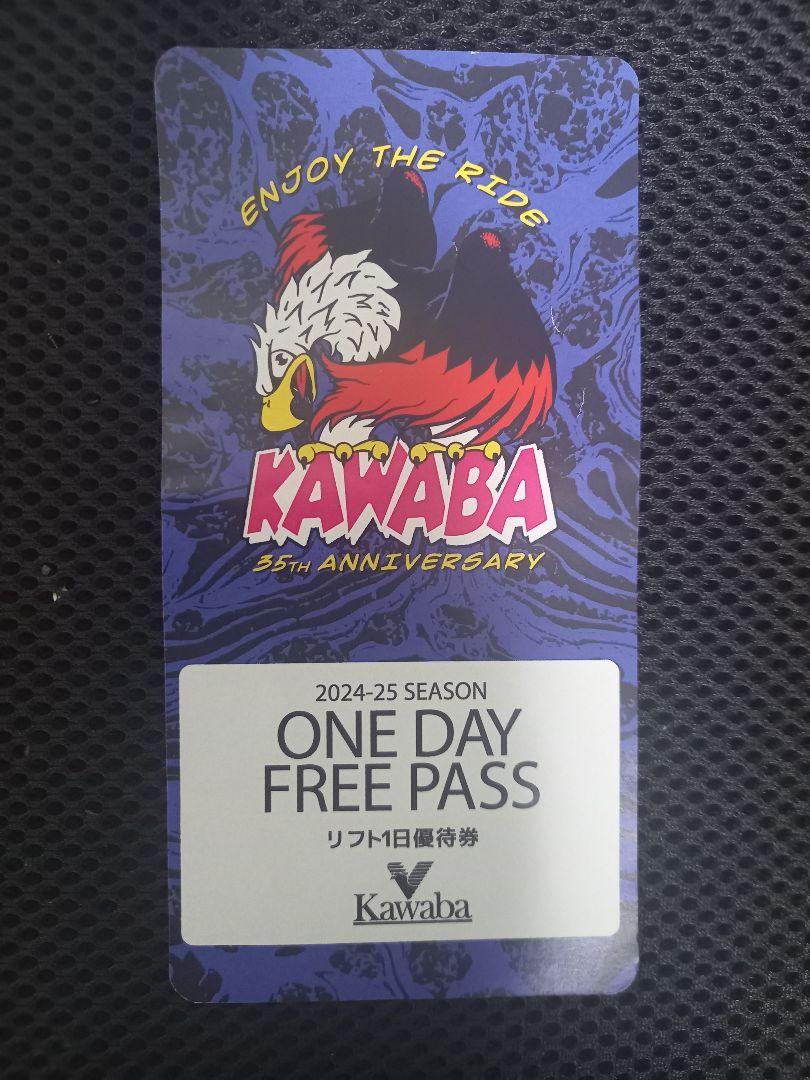 ENJOY THE RIDE
KAWABA
35TH ANNIVERSARY
2024-25 SEASON
ONE DAY
FREE PASS
リフト1日優待券
Kawaba